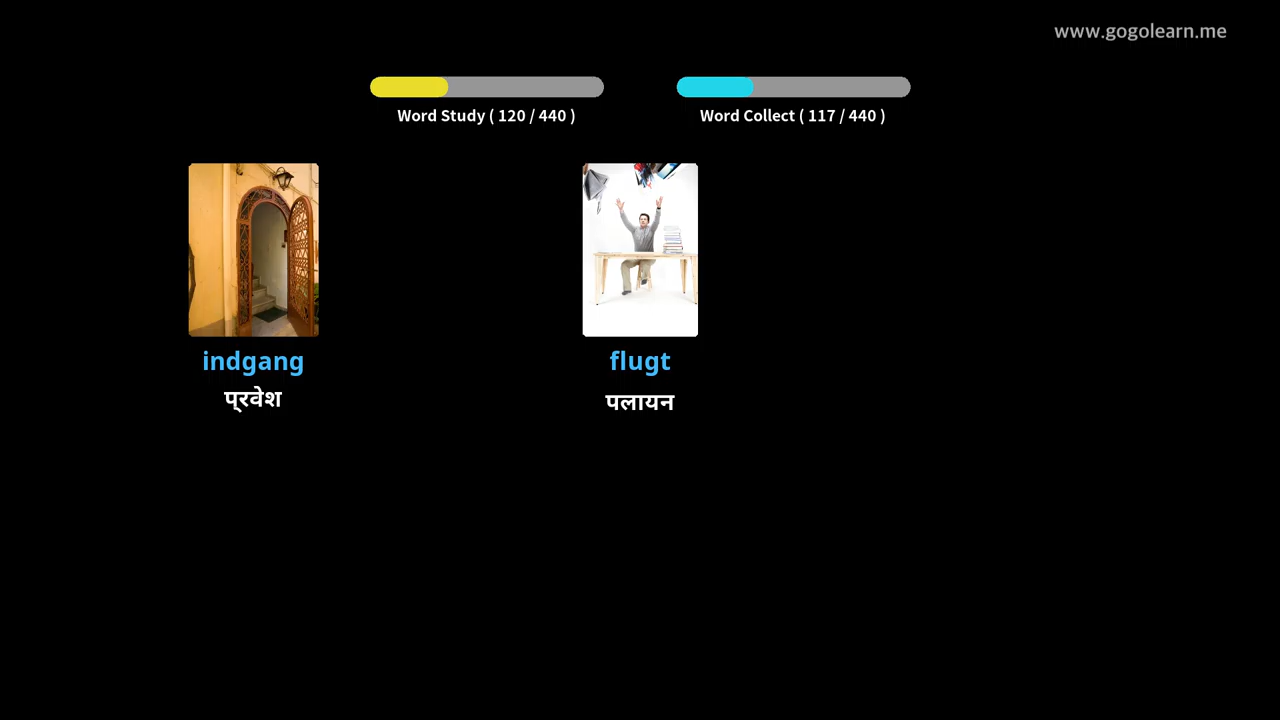 www.gogolearn.me
Word Study ( 120 / 440 )
Word Collect ( 117 / 440 )
indgang
flugt
प्रवेश
पलायन